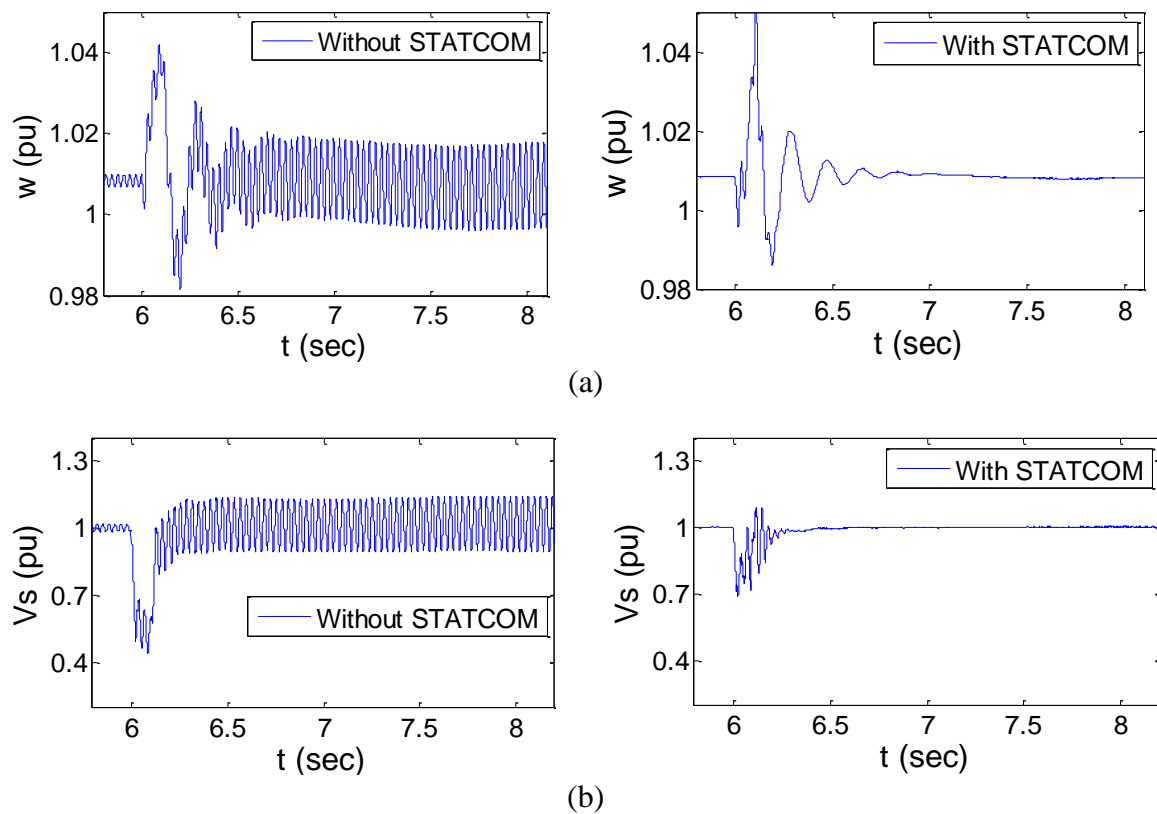 1.04
1.02
1
0.98
w (pu)
Without STATCOM
6 6.5 7 7.5 8
t (sec)
1.04
1.02
1
0.98
w (pu)
With STATCOM
6 6.5 7 7.5 8
t (sec)
(a)
1.3
1
0.7
0.4
Vs (pu)
Without STATCOM
6 6.5 7 7.5 8
t (sec)
1.3
1
0.7
0.4
Vs (pu)
With STATCOM
6 6.5 7 7.5 8
t (sec)
(b)